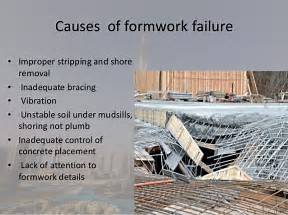 Causes of formwork failure
• Improper stripping and shore
removal
• Inadequate bracing
• Vibration
• Unstable soil under mudsills,
shoring not plumb
• Inadequate control of
concrete placement
• Lack of attention to
formwork details